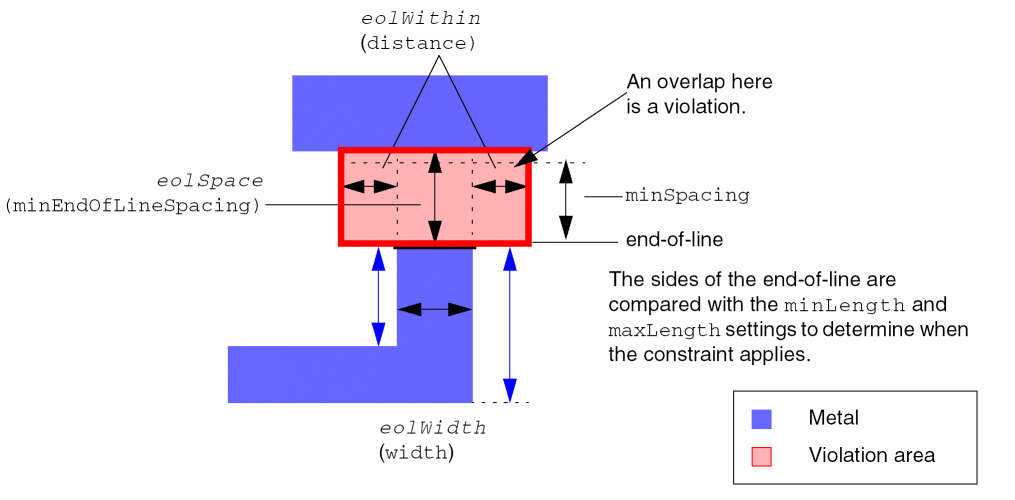 eolWithin
(distance)
An overlap here
is a violation.
eolSpace
(minEndOfLineSpacing)
minSpacing
end-of-line
The sides of the end-of-line are
compared with the minLength and
maxLength settings to determine when
the constraint applies.
eolWidth
(width)
Metal
Violation area